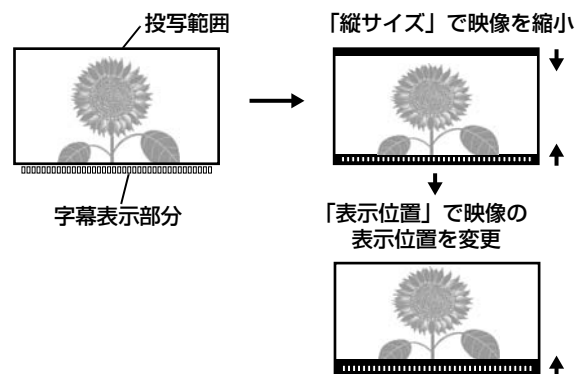 投写範囲
字幕表示部分
「縦サイズ」で映像を縮小
「表示位置」で映像の
表示位置を変更